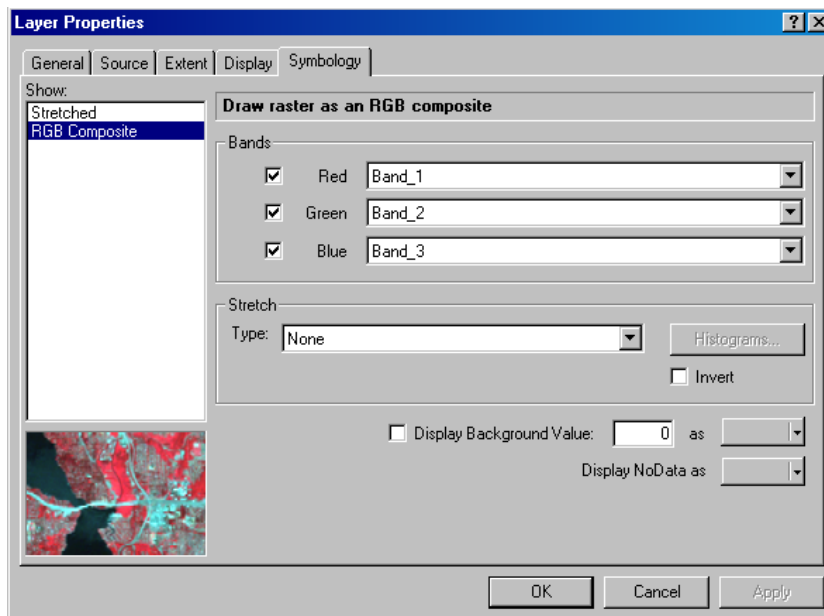 Layer Properties
General Source Extent Display Symbology
Show:
Stretched
RGB Composite
Draw raster as an RGB composite
Bands
Red Band_1
Green Band_2
Blue Band_3
Stretch
Type: None Histograms...
Invert
Display Background Value: 0 as
Display NoData as
OK Cancel Apply